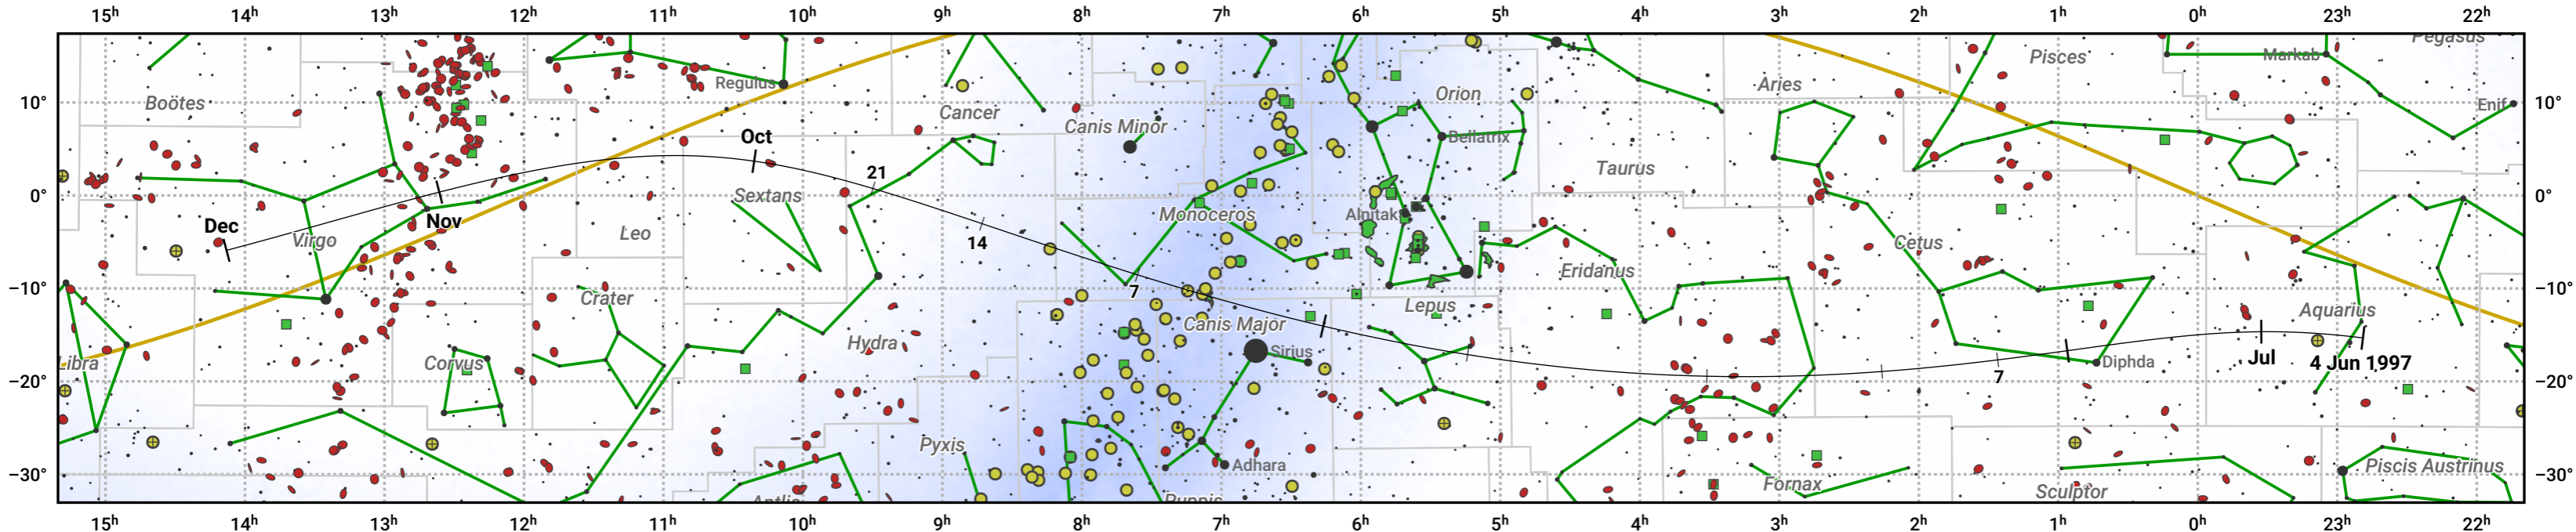 15ʰ 14ʰ 13ʰ 12ʰ 11ʰ 10ʰ 9ʰ 8ʰ 7ʰ 6ʰ 5ʰ 4ʰ 3ʰ 2ʰ 1ʰ 0ʰ 23ʰ 22ʰ
Pegasus
Pisces Markab
Regulus Aries
10° Boötes Cancer Orion Enif 10°
Canis Minor
Oct Bellatrix
21 Taurus
0° Sextans 0°
Dec Nov Monoceros Alnitak
Virgo Leo 14 Cetus
Eridanus
−10° Crater 7 Lepus −10°
Canis Major Aquarius
Libra Corvus Hydra Sirius Diphda Jul 4 Jun 1997
−20° 7 −20°
Pyxis
−30° Adhara Piscis Austrinus −30°
Antlia Puppis Fornax Sculptor
15ʰ 14ʰ 13ʰ 12ʰ 11ʰ 10ʰ 9ʰ 8ʰ 7ʰ 6ʰ 5ʰ 4ʰ 3ʰ 2ʰ 1ʰ 0ʰ 23ʰ 22ʰ